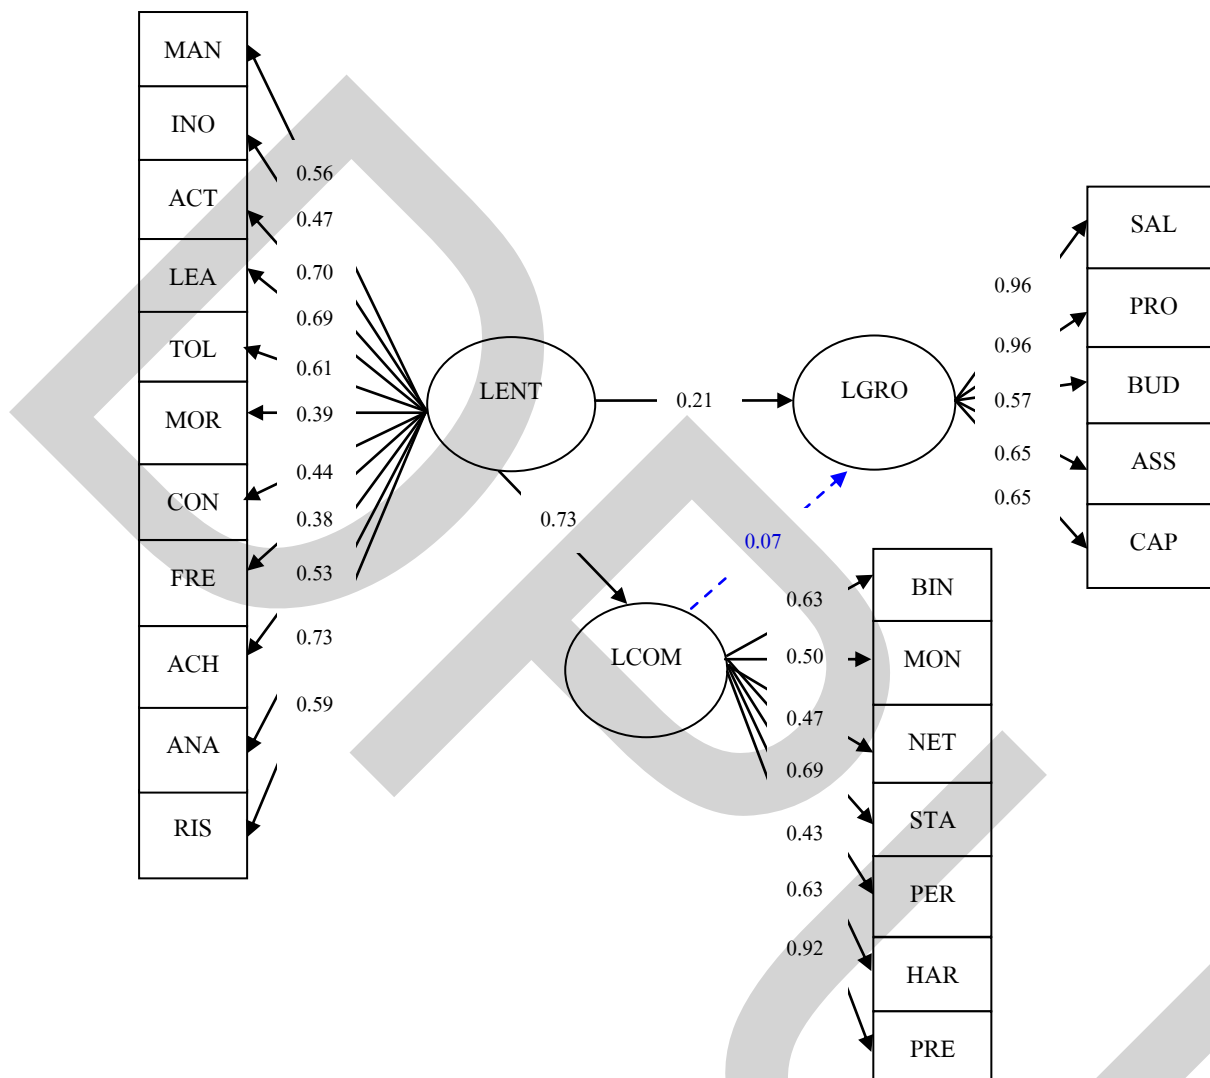 MAN
INO
ACT
LEA
TOL
MOR
CON
FRE
ACH
ANA
RIS
0.56
0.47
0.70
0.69
0.61
0.39
0.44
0.38
0.53
0.73
0.59
LENT
0.21
LGRO
0.73
0.07
LCOM
0.96
0.96
0.57
0.65
0.65
SAL
PRO
BUD
ASS
CAP
0.63
0.50
0.47
0.69
0.43
0.63
0.92
BIN
MON
NET
STA
PER
HAR
PRE